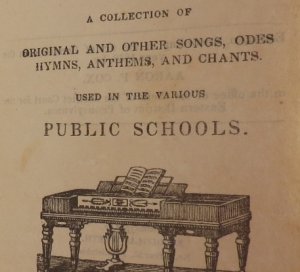 A COLLECTION OF
ORIGINAL AND OTHER SONGS, ODES
HYMNS, ANTHEMS, AND CHANTS.
USED IN THE VARIOUS
PUBLIC SCHOOLS.